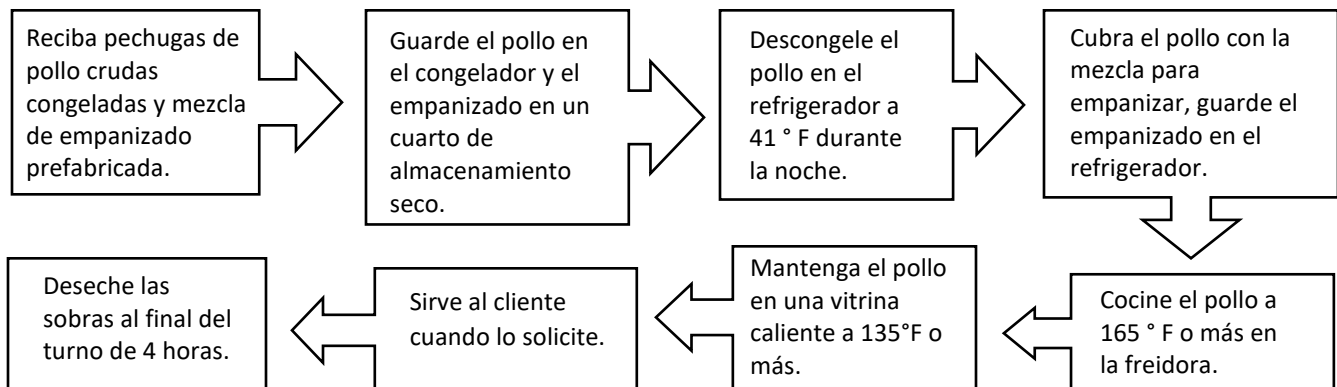 Reciba pechugas de
pollo crudas
congeladas y mezcla
de empanizado
prefabricada.
Guarde el pollo en
el congelador y el
empanizado en un
cuarto de
almacenamiento
seco.
Descongele el
pollo en el
refrigerador a
41 ° F durante
la noche.
Cubra el pollo con la
mezcla para
empanizar, guarde el
empanizado en el
refrigerador.
Cocine el pollo a
165 ° F o más en
la freidora.
Mantenga el pollo
en una vitrina
caliente a 135°F o
más.
Sirve al cliente
cuando lo solicite.
Deseche las
sobras al final del
turno de 4 horas.